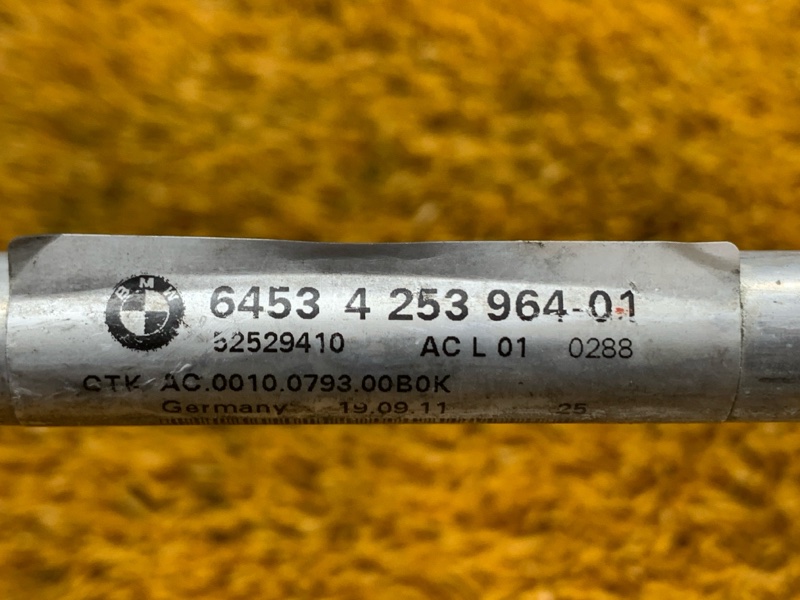 BMW 6453 4 253 964-01
52529410 AC L 01 0288
CTK AC.0010.0793.00B0K
Germany 19.09.11 25